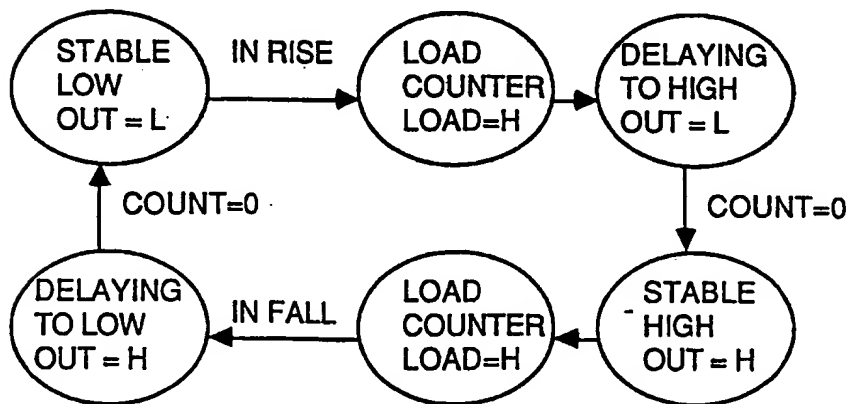 STABLE
LOW
OUT = L
IN RISE
LOAD
COUNTER
LOAD=H
DELAYING
TO HIGH
OUT = L
COUNT=0
COUNT=0
DELAYING
TO LOW
OUT = H
IN FALL
LOAD
COUNTER
LOAD=H
STABLE
HIGH
OUT = H